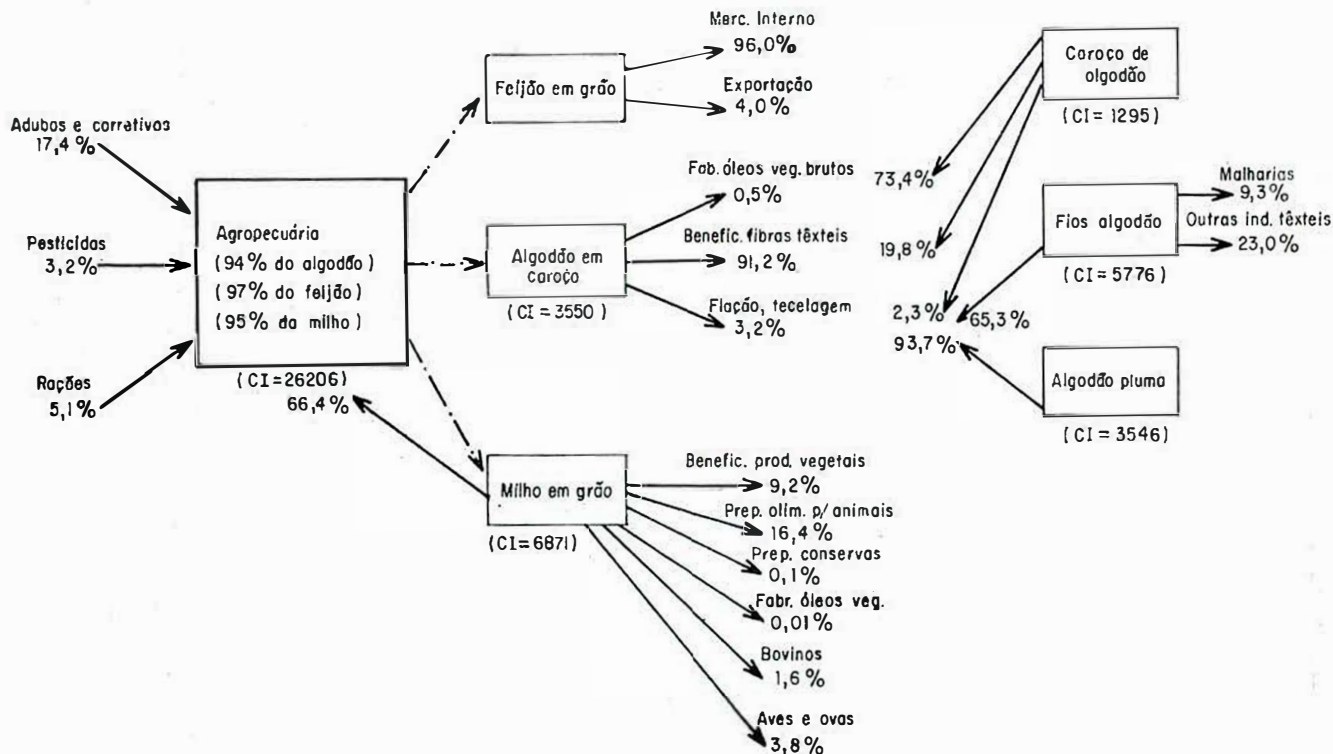 Merc. Interno
96,0%
Feijão em grão
Exportação
4,0%
Adubos e corretivos
17,4%
Pesticidas
3,2%
Rações
5,1%
Agropecuária
(94% do algodão)
(97% do feijão)
(95% da milho)
(CI=26206)
66,4%
Fab. óleos veg. brutos
0,5%
Algodão em
Caroço
(CI = 3550)
Benefic. fibras têxteis
91,2%
Flação, tecelagem
3,2%
Milho em grão
(CI=6871)
Benefic. prod. vegetais
9,2%
Prep. olim. p/ animais
16,4%
Prep. conservas
0,1%
Fabr. óleos veg.
0,01%
Bovinos
1,6%
Aves e ovas
3,8%
Caroço de
algodão
(CI= 1295)
73,4%
19,8%
2,3%
65,3%
93,7%
Fios algodão
(CI = 5776)
Malharias
9,3%
Outras ind. têxteis
23,0%
Algodão pluma
(CI = 3546)